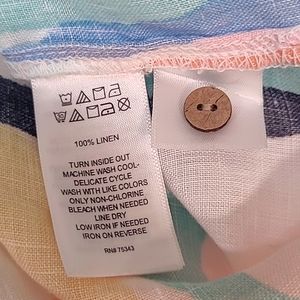 100% LINEN
TURN INSIDE OUT
MACHINE WASH COOL-
DELICATE CYCLE
WASH WITH LIKE COLORS
ONLY NON-CHLORINE
BLEACH WHEN NEEDED
LINE DRY
LOW IRON IF NEEDED
IRON ON REVERSE
RN# 75343